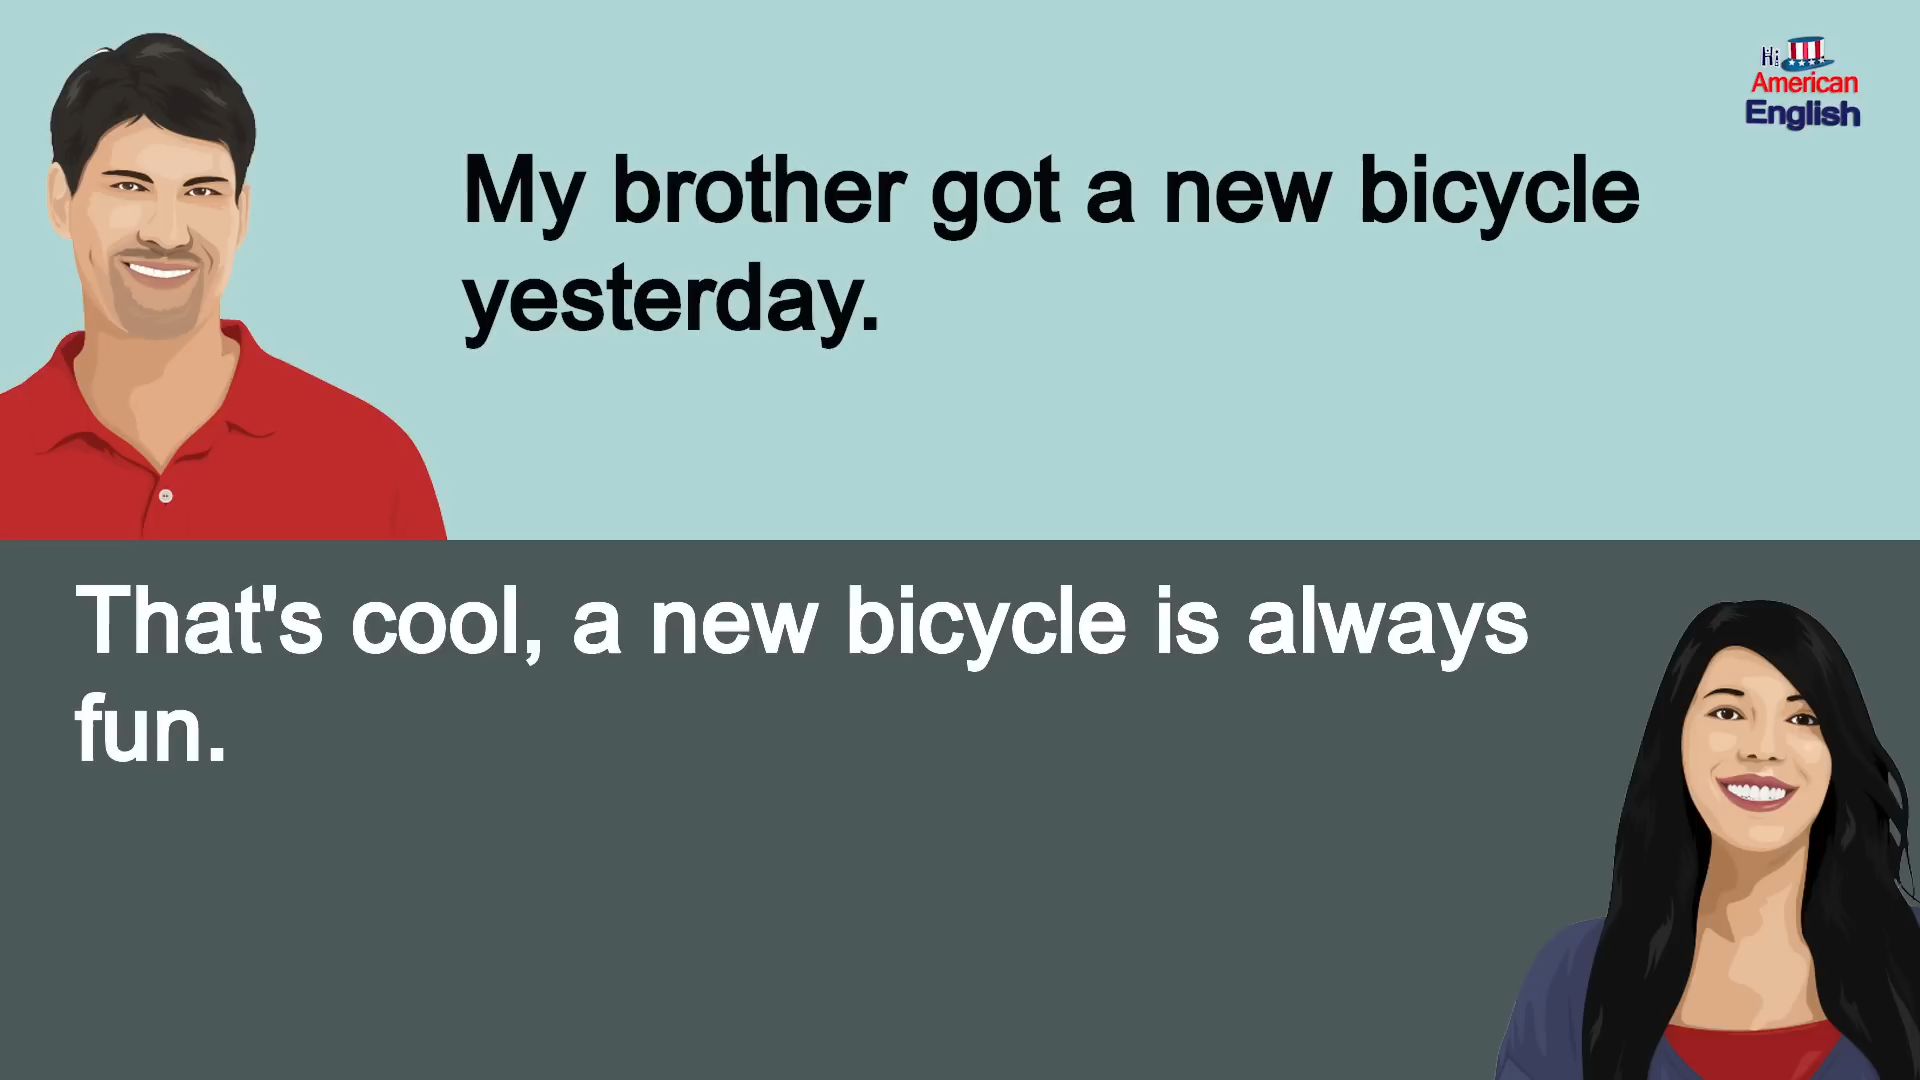 Hi
American
English
My brother got a new bicycle
yesterday.
That's cool, a new bicycle is always
fun.